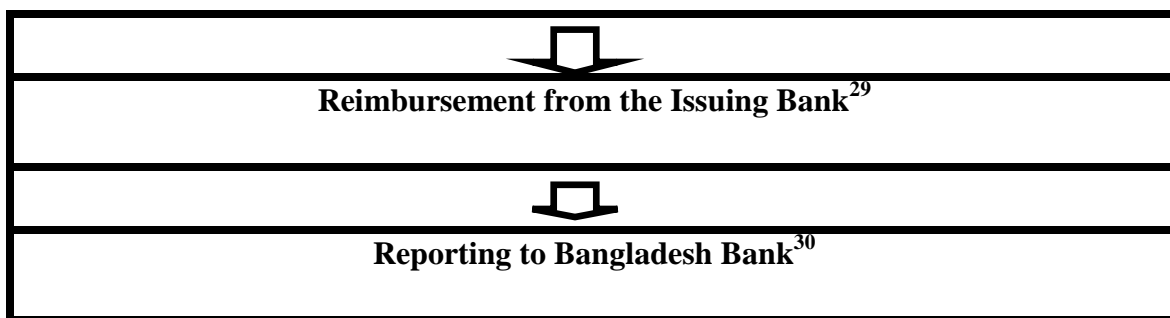 Reimbursement from the Issuing Bank29
Reporting to Bangladesh Bank30